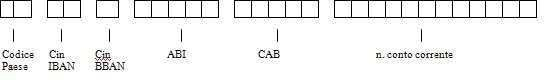 Codice Cin Cin ABI CAB n. conto corrente
Paese IBAN BBAN